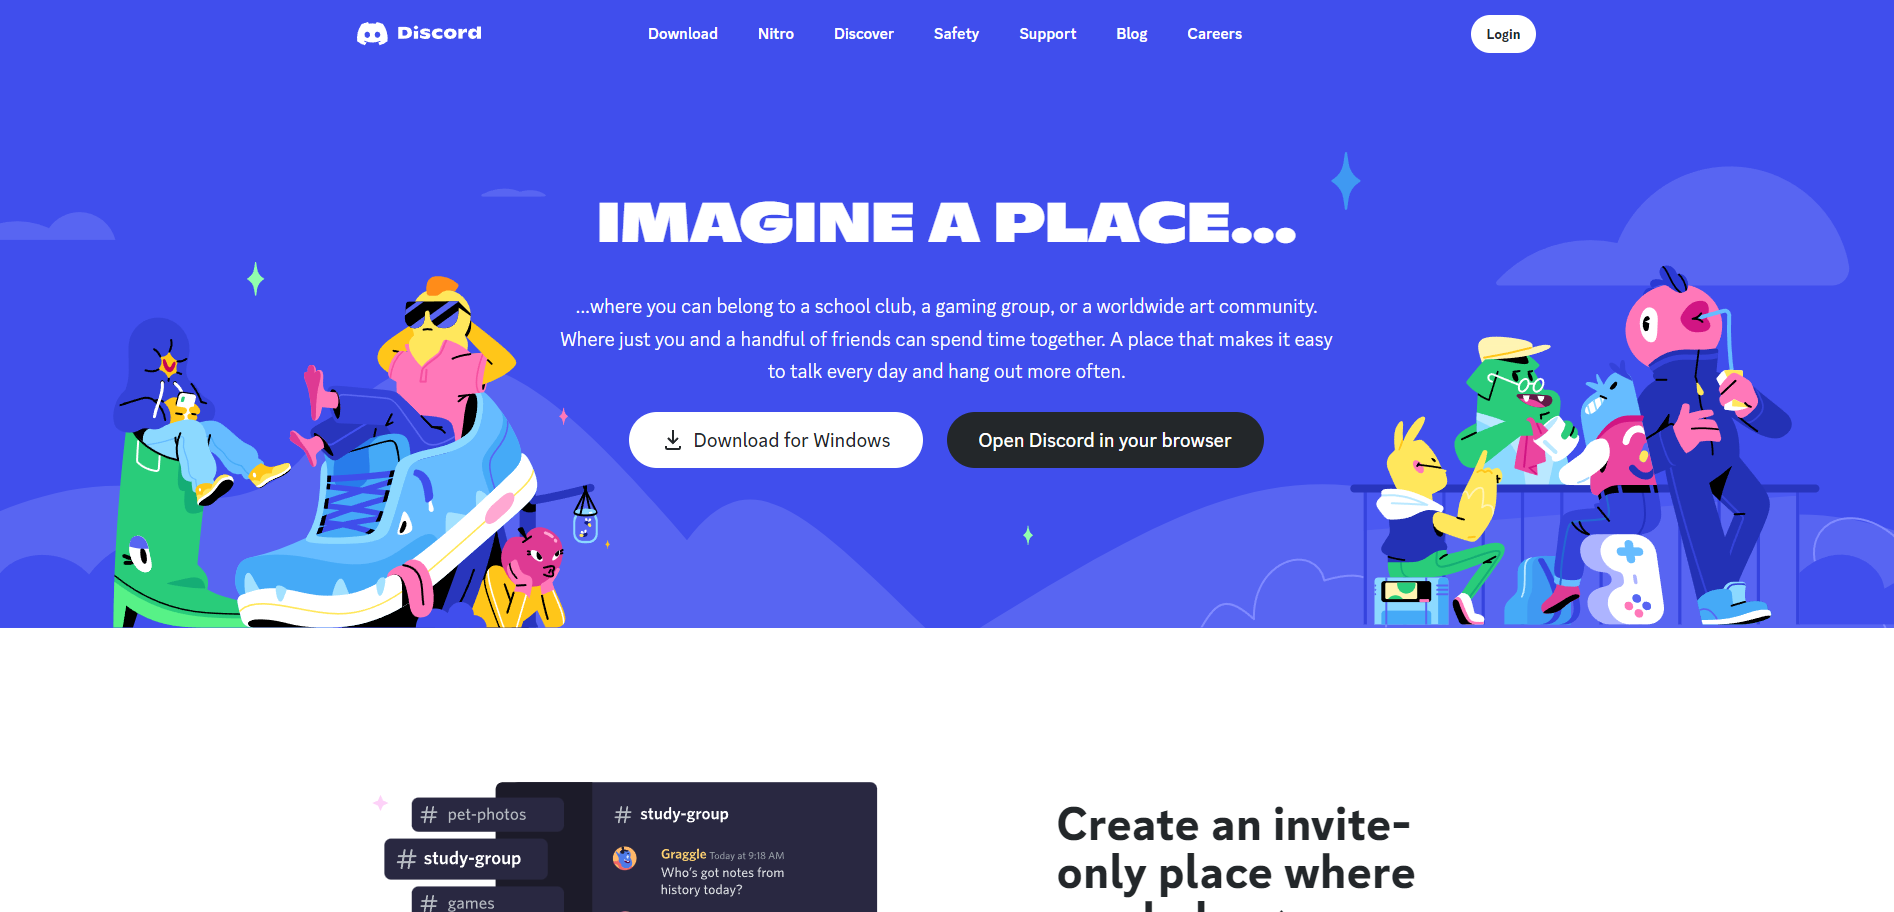 Discord
Download Nitro Discover Safety Support Blog Careers
Login
IMAGINE A PLACE...
...where you can belong to a school club, a gaming group, or a worldwide art community.
Where just you and a handful of friends can spend time together. A place that makes it easy
to talk every day and hang out more often.
Download for Windows
Open Discord in your browser
# pet-photos
# study-group
# games
# study-group
Graggle Today at 9:18 AM
Who's got notes from
history today?
Create an invite-
only place where